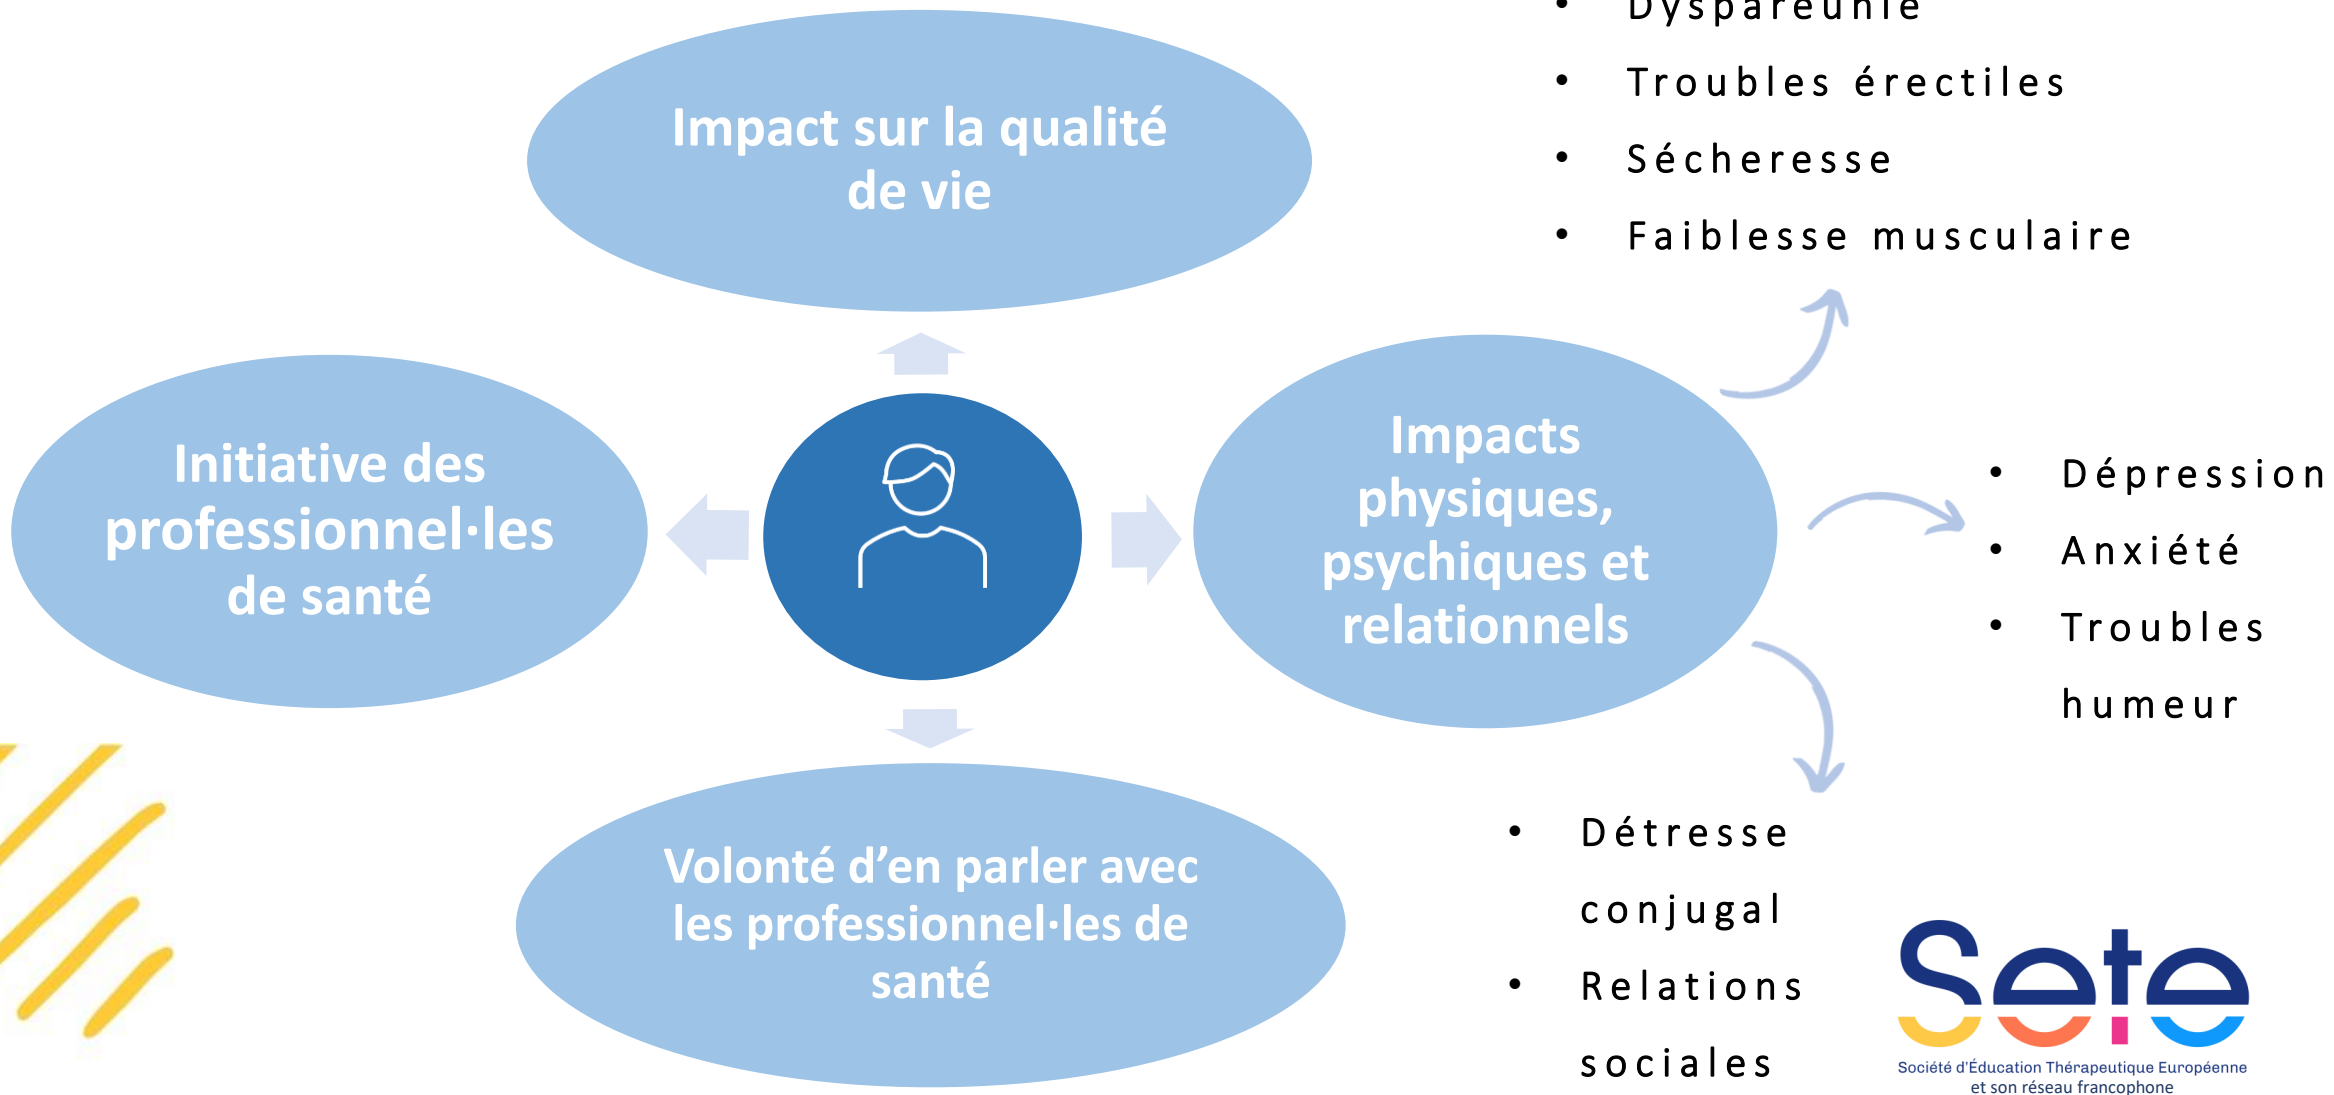 • Dyspareunie
• Troubles érectiles
• Sécheresse
• Faiblesse musculaire
Impact sur la qualité
de vie
Initiative des
professionnel·les
de santé
Impacts
physiques,
psychiques et
relationnels
• Dépression
• Anxiété
• Troubles
humeur
Volonté d’en parler avec
les professionnel·les de
santé
• Détresse
conjugal
• Relations
sociales
Sete
Société d'Éducation Thérapeutique Européenne
et son réseau francophone